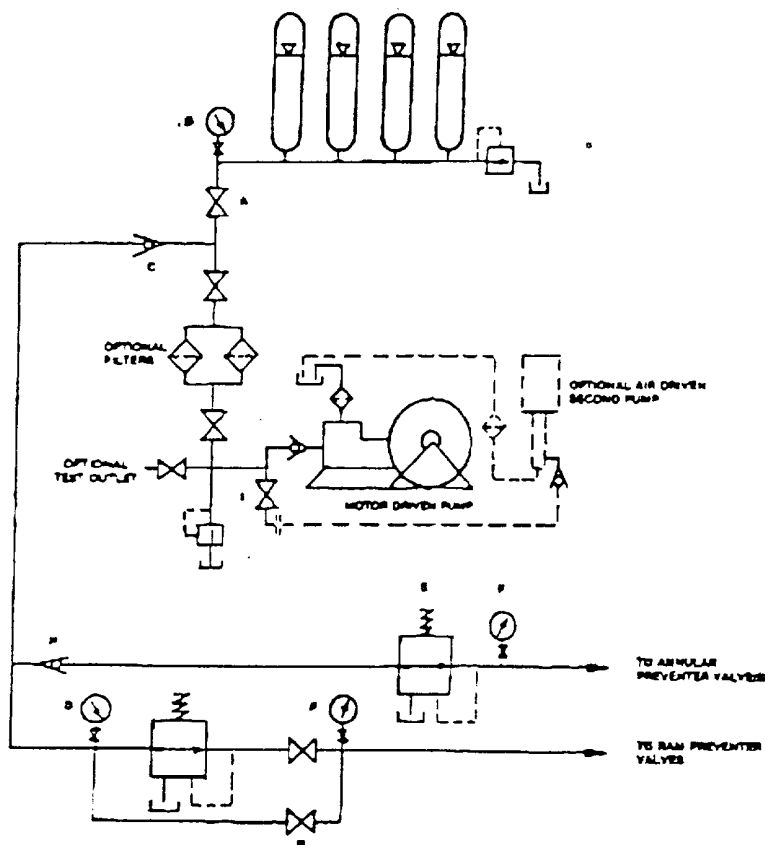 B
A
C
OPTIONAL
FILTERS
OPTIONAL AIR DRIVEN
SECOND PUMP
OPTIONAL
TEST OUTLET
I
MOTOR DRIVEN PUMP
E
F
TO ANNULAR
PREVENTER VALVES
TO RAM PREVENTER
VALVES